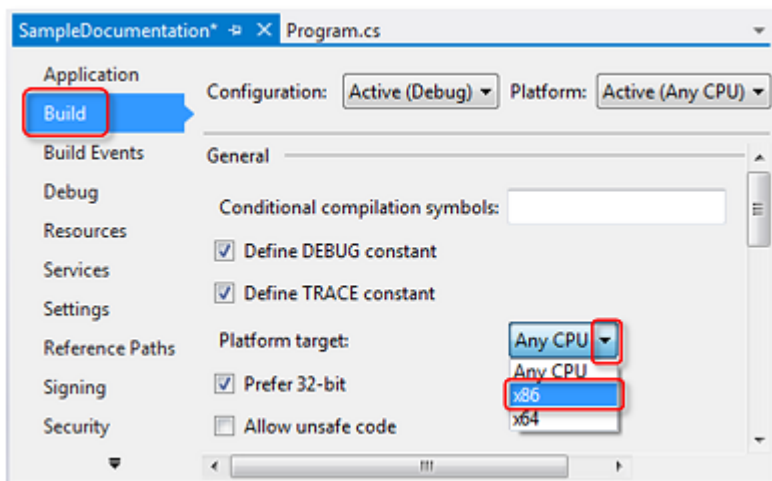 SampleDocumentation* Program.cs
Application
Build
Build Events
Debug
Resources
Services
Settings
Reference Paths
Signing
Security
Configuration: Active (Debug) Platform: Active (Any CPU)
General
Conditional compilation symbols:
Define DEBUG constant
Define TRACE constant
Platform target: Any CPU
Any CPU
x86
x64
Prefer 32-bit
Allow unsafe code